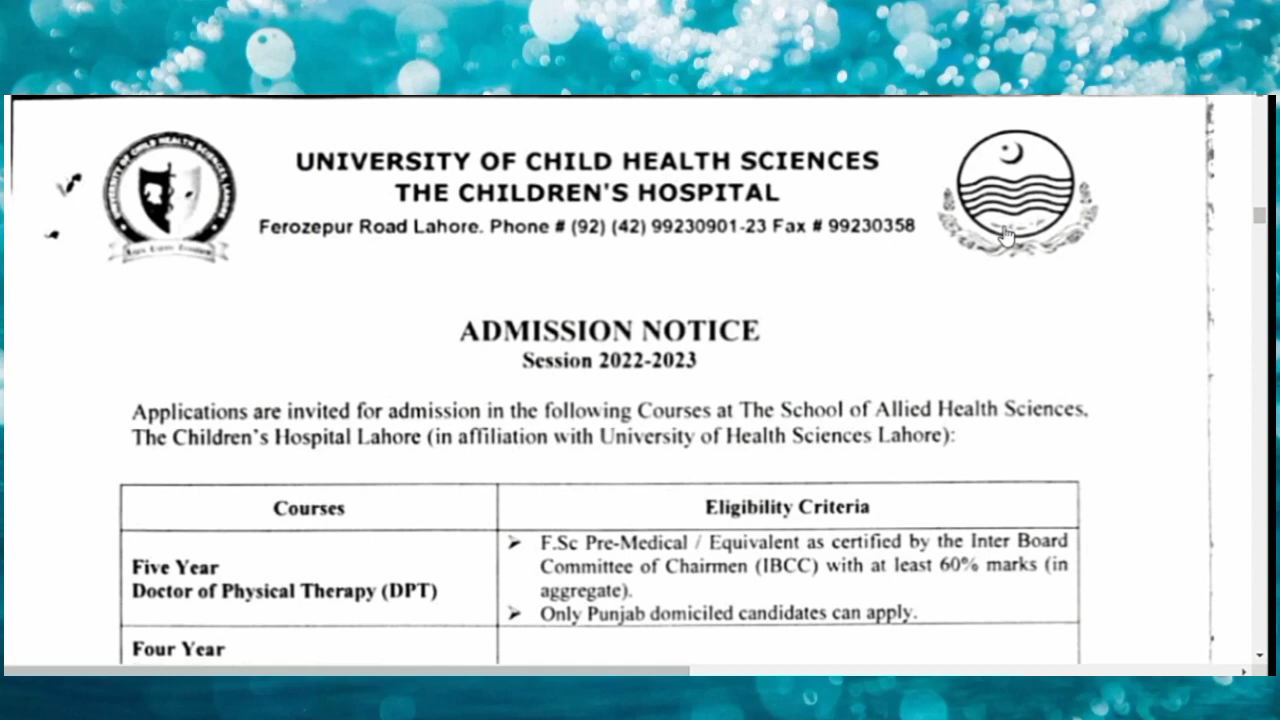 UNIVERSITY OF CHILD HEALTH SCIENCES
THE CHILDREN'S HOSPITAL
Ferozepur Road Lahore. Phone # (92) (42) 99230901-23 Fax # 99230358
ADMISSION NOTICE
Session 2022-2023
Applications are invited for admission in the following Courses at The School of Allied Health Sciences,
The Children's Hospital Lahore (in affiliation with University of Health Sciences Lahore):
Courses
Eligibility Criteria
Five Year
Doctor of Physical Therapy (DPT)
➢ F.Sc Pre-Medical / Equivalent as certified by the Inter Board
Committee of Chairmen (IBCC) with at least 60% marks (in
aggregate).
➢ Only Punjab domiciled candidates can apply.
Four Year